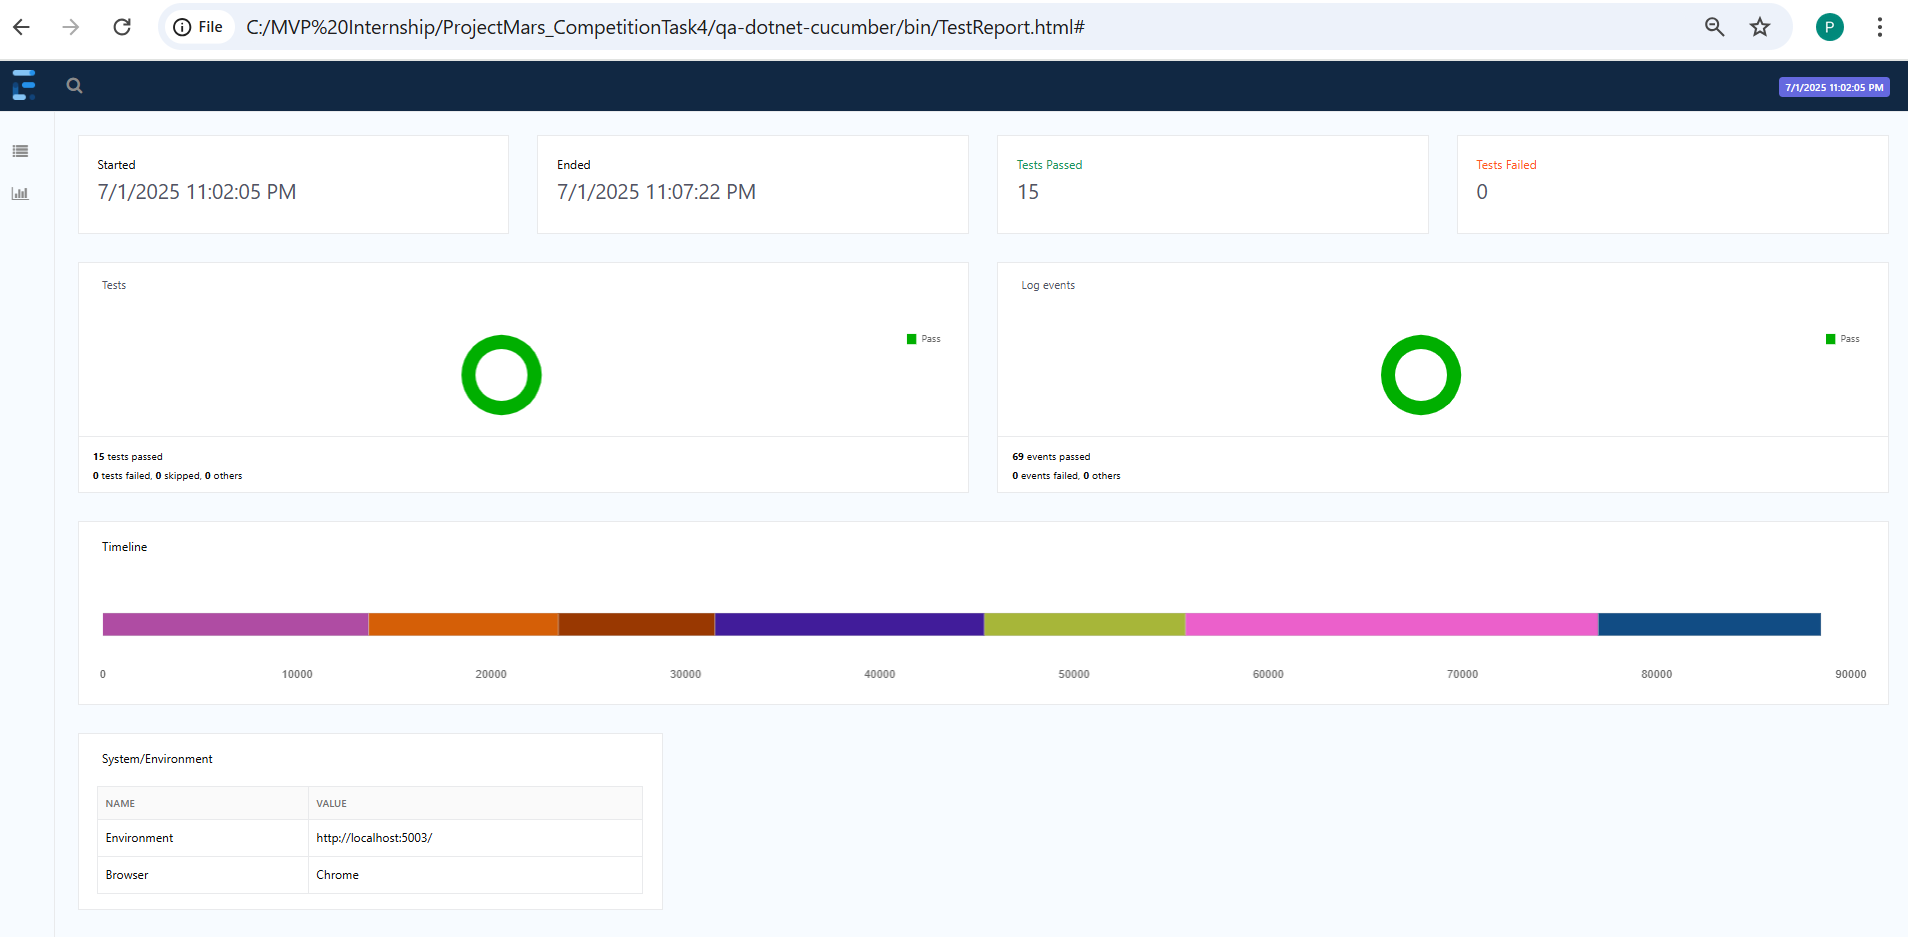 File C:/MVP%20Internship/ProjectMars_CompetitionTask4/qa-dotnet-cucumber/bin/TestReport.html#
P
7/1/2025 11:02:05 PM
Started
7/1/2025 11:02:05 PM
Ended
7/1/2025 11:07:22 PM
Tests Passed
15
Tests Failed
0
Tests
Pass
15 tests passed
0 tests failed, 0 skipped, 0 others
Log events
Pass
69 events passed
0 events failed, 0 others
Timeline
0 10000 20000 30000 40000 50000 60000 70000 80000 90000
System/Environment
NAME VALUE
Environment http://localhost:5003/
Browser Chrome